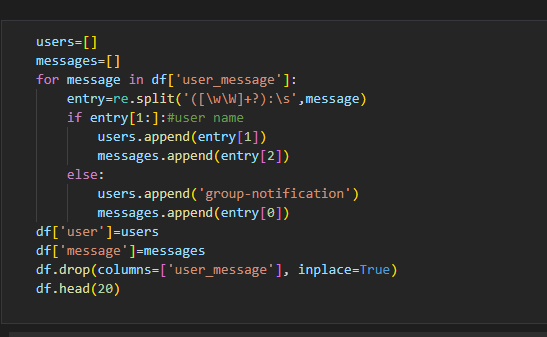 users=[]
messages=[]
for message in df['user_message']:
    entry=re.split('([\w\W]+?):\s',message)
    if entry[1:]:#user name
        users.append(entry[1])
        messages.append(entry[2])
    else:
        users.append('group-notification')
        messages.append(entry[0])
df['user']=users
df['message']=messages
df.drop(columns=['user_message'], inplace=True)
df.head(20)